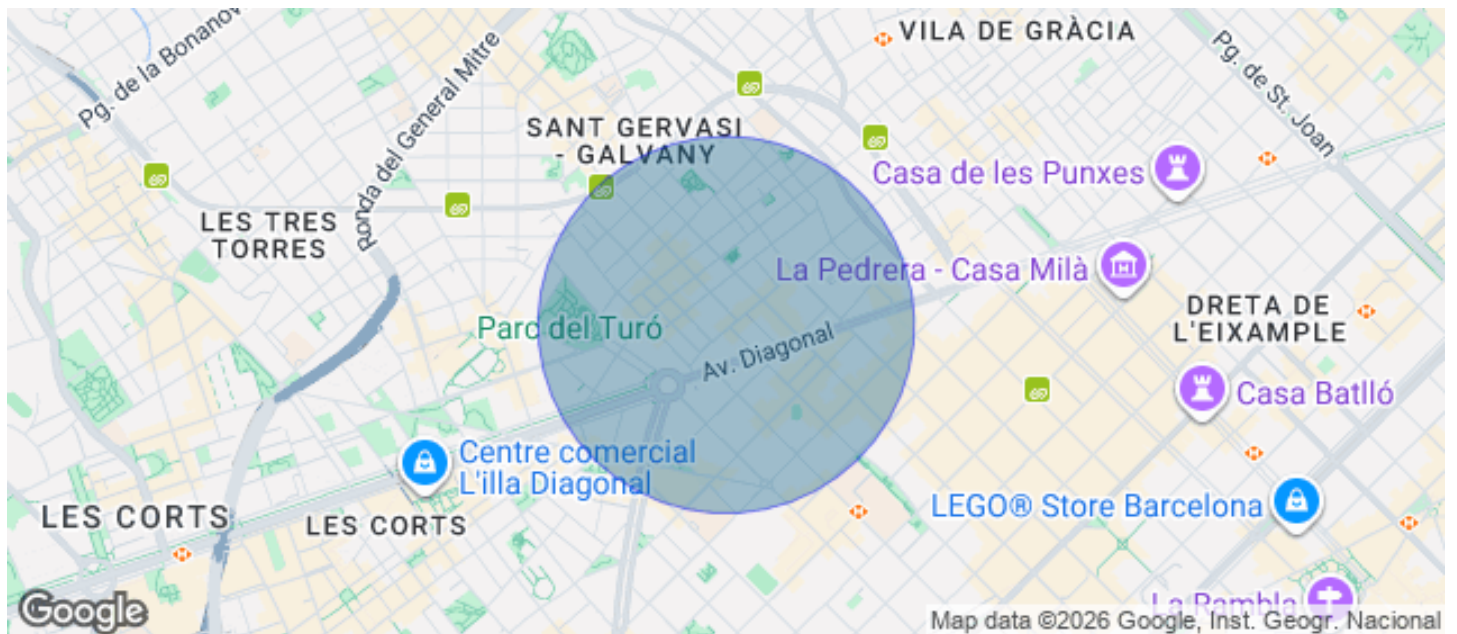 VILA DE GRÀCIA
Pg. de la Bonanov
Ronda del General Mitre
Pg. de St. Joan
SANT GERVASI
- GALVANY
Casa de les Punxes
LES TRES
TORRES
La Pedrera - Casa Milà
DRETA DE
L'EIXAMPLE
Parc del Turó
Av. Diagonal
Casa Batlló
Centre comercial
L'illa Diagonal
LES CORTS
LES CORTS
LEGO® Store Barcelona
La Rambla
Google
Map data ©2026 Google, Inst. Geogr. Nacional